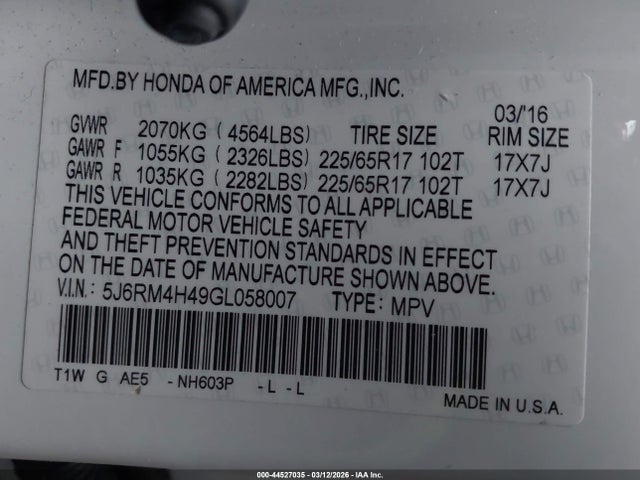 MFD.BY HONDA OF AMERICA MFG.,INC.
03/'16
GVWR 2070KG ( 4564LBS) TIRE SIZE RIM SIZE
GAWR F 1055KG ( 2326LBS) 225/65R17 102T 17X7J
GAWR R 1035KG ( 2282LBS) 225/65R17 102T 17X7J
THIS VEHICLE CONFORMS TO ALL APPLICABLE
FEDERAL MOTOR VEHICLE SAFETY
AND THEFT PREVENTION STANDARDS IN EFFECT
ON THE DATE OF MANUFACTURE SHOWN ABOVE.
V.I.N: 5J6RM4H49GL058007 TYPE: MPV
T1W G AE5 - NH603P - L - L
MADE IN U.S.A.
000-44527035 - 03/12/2026 - IAA Inc.